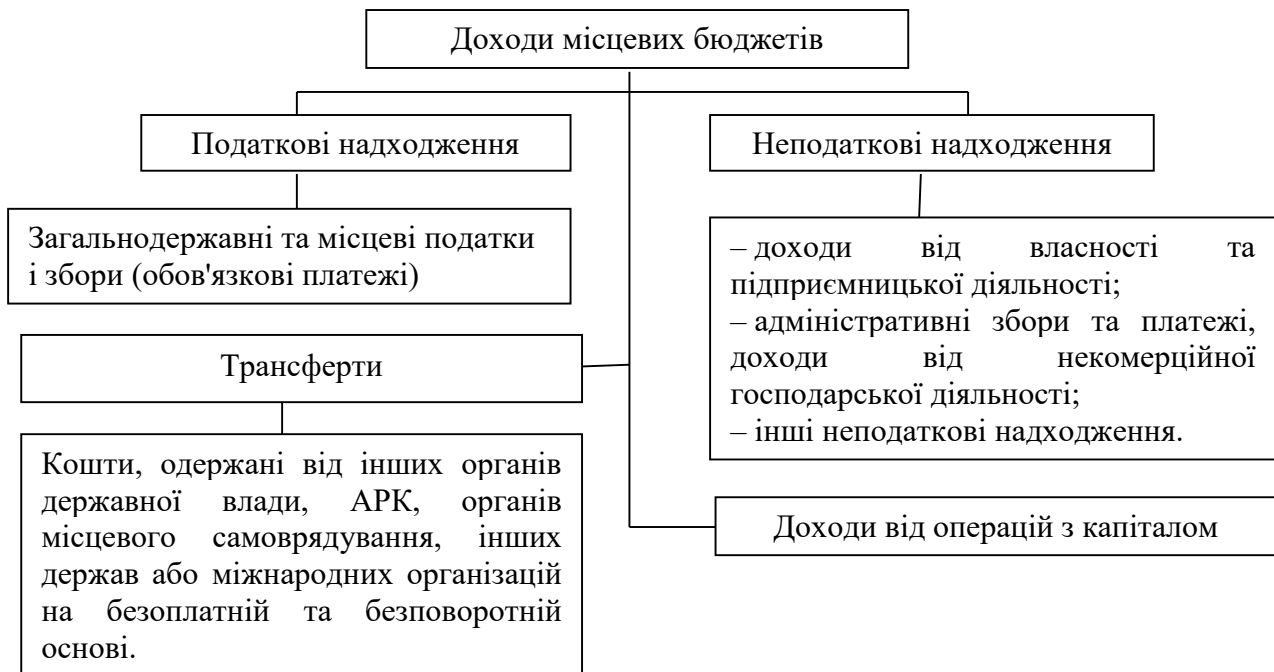 Доходи місцевих бюджетів
Податкові надходження
Неподаткові надходження
Загальнодержавні та місцеві податки
і збори (обов'язкові платежі)
– доходи від власності та
підприємницької діяльності;
– адміністративні збори та платежі,
доходи від некомерційної
господарської діяльності;
– інші неподаткові надходження.
Трансферти
Кошти, одержані від інших органів
державної влади, АРК, органів
місцевого самоврядування, інших
держав або міжнародних організацій
на безоплатній та безповоротній
основі.
Доходи від операцій з капіталом